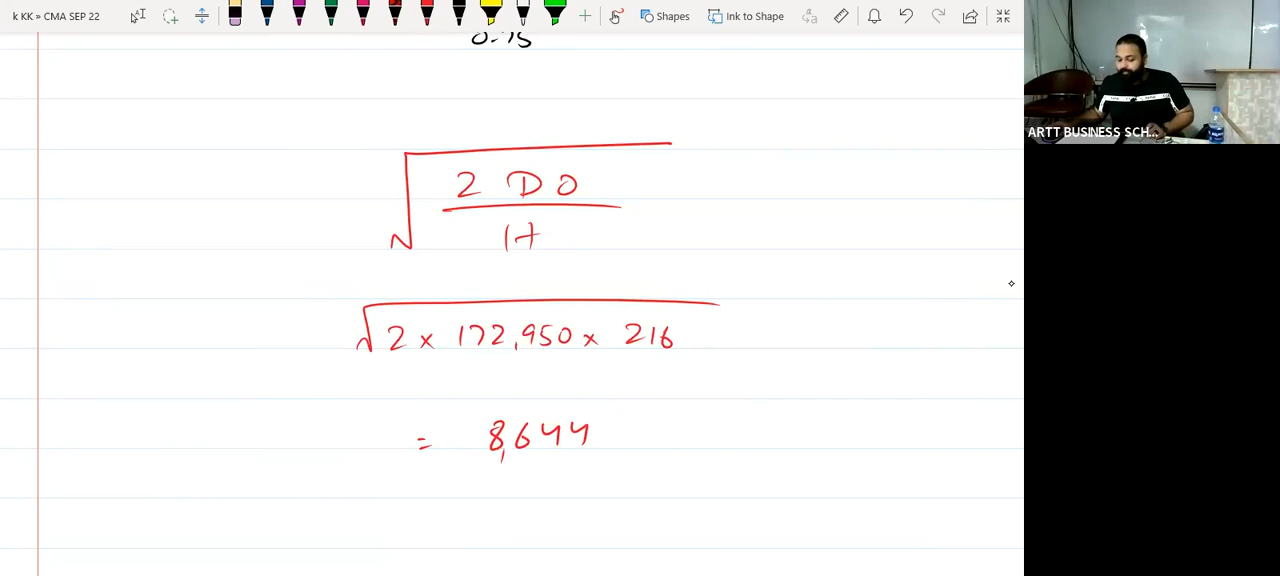 k KK » CMA SEP 22
Shapes
Ink to Shape
ARTT BUSINESS SCH...
√ 2 D O
H
√ 2 × 172,950 × 216
= 8,644